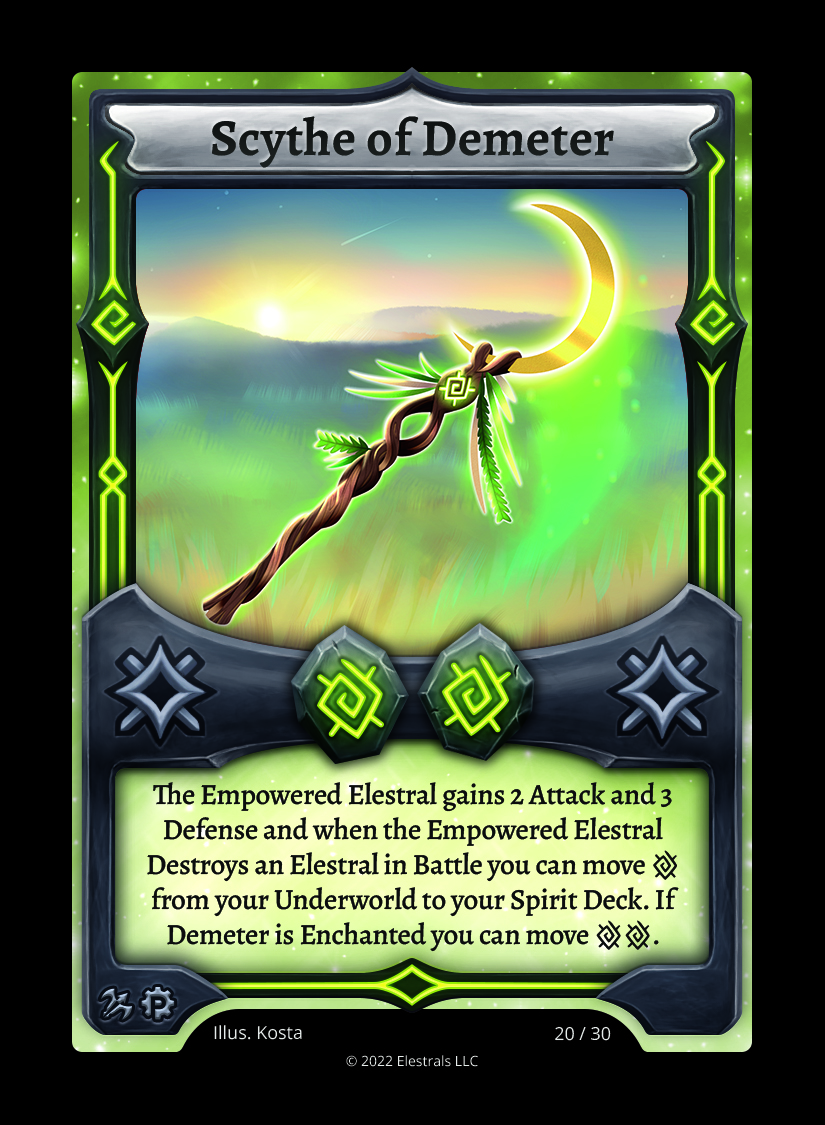 Scythe of Demeter
The Empowered Elestral gains 2 Attack and 3
Defense and when the Empowered Elestral
Destroys an Elestral in Battle you can move
from your Underworld to your Spirit Deck. If
Demeter is Enchanted you can move .
P
Illus. Kosta
20 / 30
© 2022 Elestrals LLC